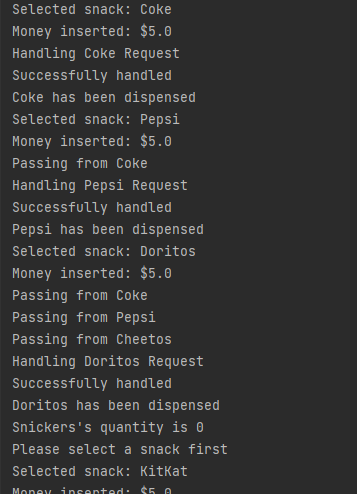 Selected snack: Coke
Money inserted: $5.0
Handling Coke Request
Successfully handled
Coke has been dispensed
Selected snack: Pepsi
Money inserted: $5.0
Passing from Coke
Handling Pepsi Request
Successfully handled
Pepsi has been dispensed
Selected snack: Doritos
Money inserted: $5.0
Passing from Coke
Passing from Pepsi
Passing from Cheetos
Handling Doritos Request
Successfully handled
Doritos has been dispensed
Snickers's quantity is 0
Please select a snack first
Selected snack: KitKat
Money inserted: $5.0